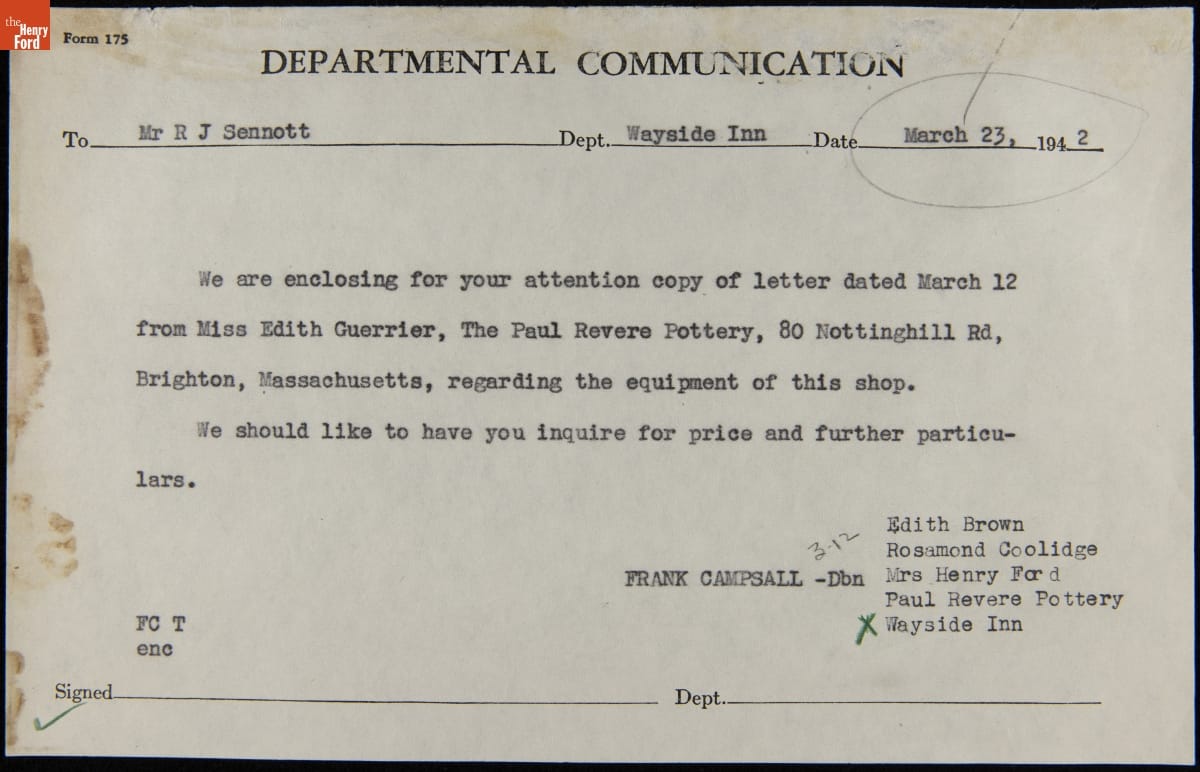 the
Henry
Ford
Form 175
DEPARTMENTAL COMMUNICATION
To Mr R J Sennott Dept. Wayside Inn Date March 23, 1942
We are enclosing for your attention copy of letter dated March 12
from Miss Edith Guerrier, The Paul Revere Pottery, 80 Nottinghill Rd,
Brighton, Massachusetts, regarding the equipment of this shop.
We should like to have you inquire for price and further particu-
lars.
3-12
FRANK CAMPSALL -Dbn
Edith Brown
Rosamond Coolidge
Mrs Henry Ford
Paul Revere Pottery
X Wayside Inn
FC T
enc
Signed Dept.